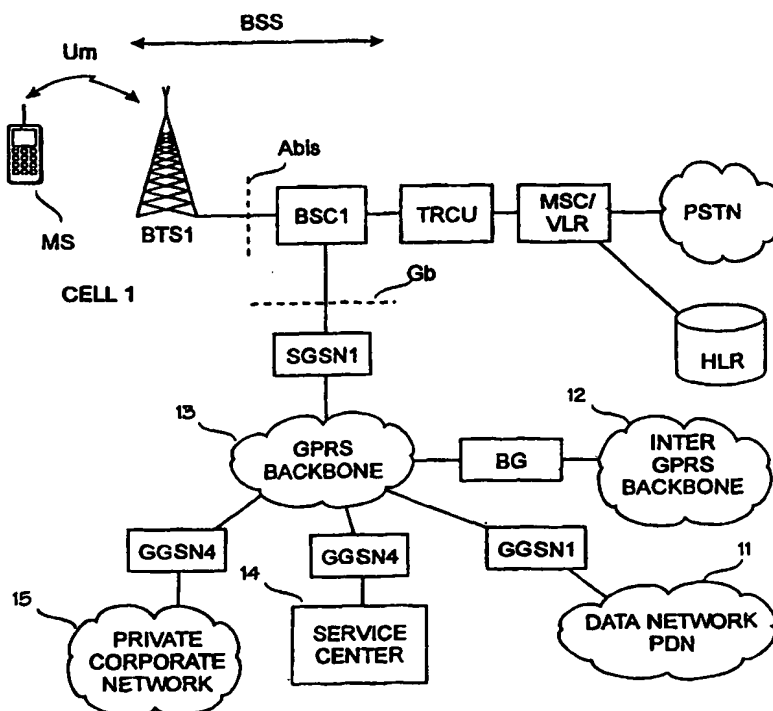 BSS
Um
Abis
BSC1
TRCU
MSC/
VLR
PSTN
MS
BTS1
Gb
CELL 1
HLR
SGSN1
13
GPRS
BACKBONE
BG
12
INTER
GPRS
BACKBONE
GGSN4
GGSN4
GGSN1
11
15
14
PRIVATE
CORPORATE
NETWORK
SERVICE
CENTER
DATA NETWORK
PDN